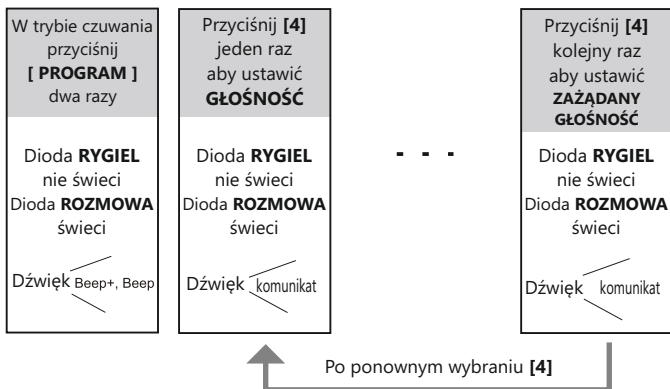 W trybie czuwania
przyciśnij
[ PROGRAM ]
dwa razy
Dioda RYGIEL
nie świeci
Dioda ROZMOWA
świeci
Dźwięk Beep+, Beep
Przyciśnij [4]
jeden raz
aby ustawić
GŁOŚNOŚĆ
Dioda RYGIEL
nie świeci
Dioda ROZMOWA
świeci
Dźwięk komunikat
- - -
Przyciśnij [4]
kolejny raz
aby ustawić
ZAŻĄDANY
GŁOŚNOŚĆ
Dioda RYGIEL
nie świeci
Dioda ROZMOWA
świeci
Dźwięk komunikat
Po ponownym wybraniu [4]